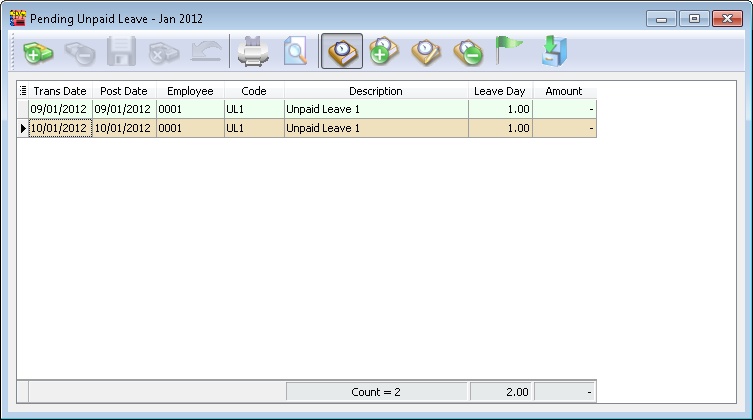 Pending Unpaid Leave - Jan 2012
Trans Date Post Date Employee Code Description Leave Day Amount
09/01/2012 09/01/2012 0001 UL1 Unpaid Leave 1 1.00 -
10/01/2012 10/01/2012 0001 UL1 Unpaid Leave 1 1.00 -
Count = 2 2.00 -